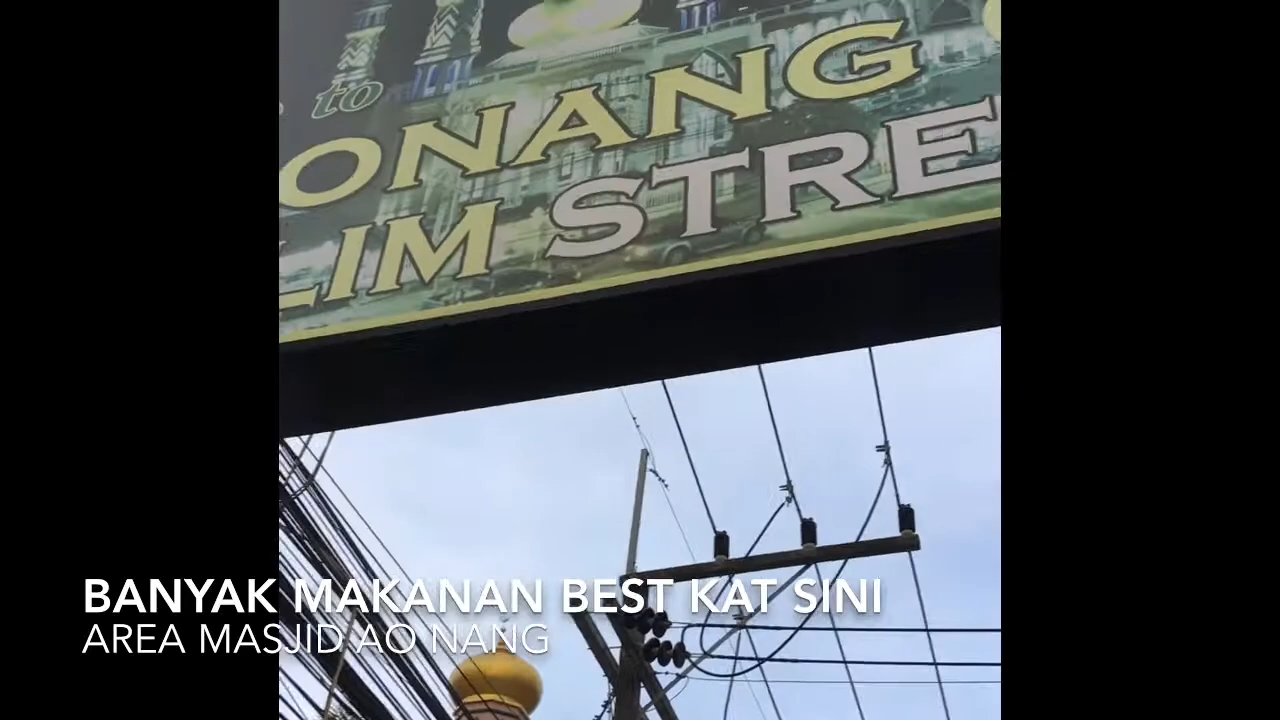 to
ONANG
LIM STRE
BANYAK MAKANAN BEST KAT SINI
AREA MASJID AO NANG